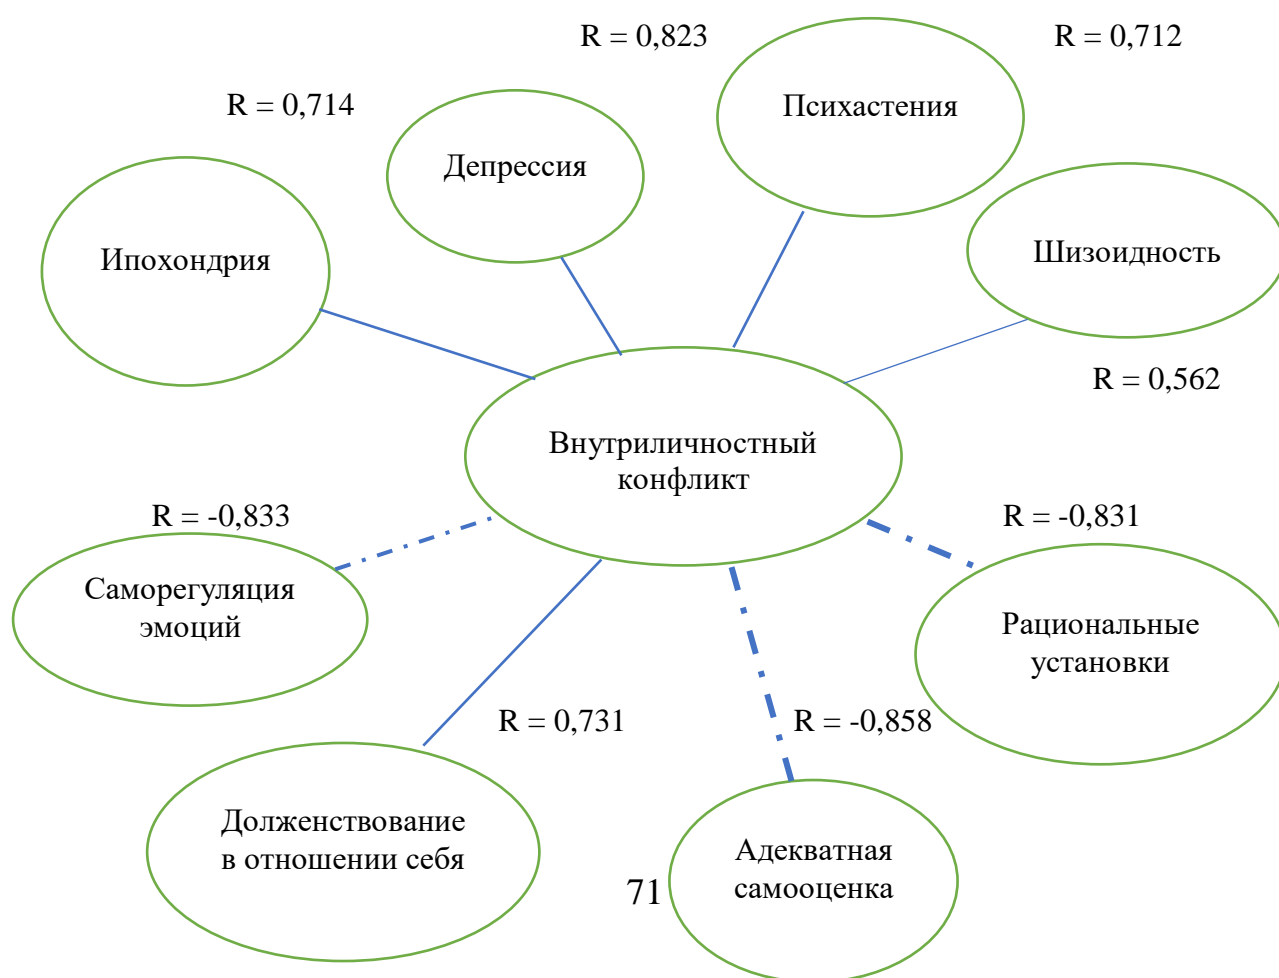 R = 0,823
R = 0,712
R = 0,714
Психастения
Депрессия
Ипохондрия
Шизоидность
R = 0,562
Внутриличностный
конфликт
R = -0,833
R = -0,831
Саморегуляция
эмоций
Рациональные
установки
R = 0,731
R = -0,858
Долженствование
в отношении себя
Адекватная
самооценка
71